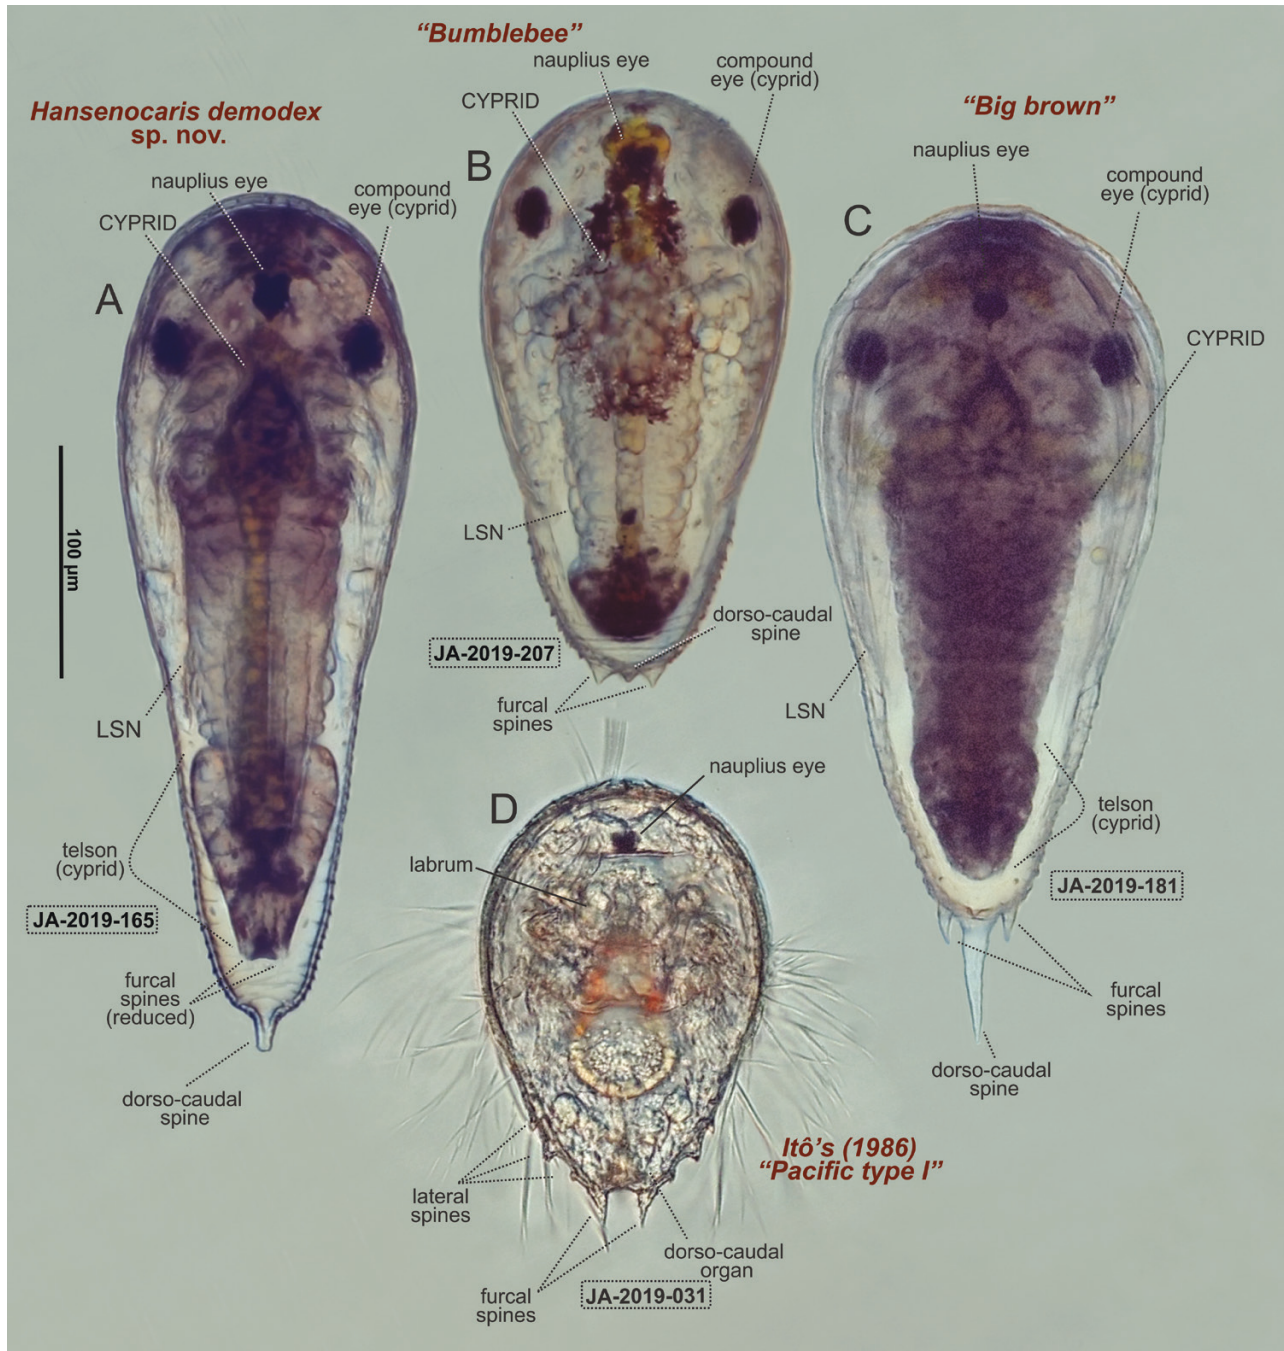 “Bumblebee”
nauplius eye
compound
eye (cyprid)
CYPRID
B
Hansenocaris demodex
sp. nov.
nauplius eye
compound
eye (cyprid)
CYPRID
A
“Big brown”
nauplius eye
compound
eye (cyprid)
C
CYPRID
100 µm
LSN
dorso-caudal
spine
JA-2019-207
furcal
spines
LSN
LSN
telson
(cyprid)
JA-2019-165
furcal
spines
(reduced)
dorso-caudal
spine
telson
(cyprid)
JA-2019-181
furcal
spines
dorso-caudal
spine
D
nauplius eye
labrum
Itô’s (1986)
“Pacific type I”
lateral
spines
dorso-caudal
organ
furcal
spines
JA-2019-031